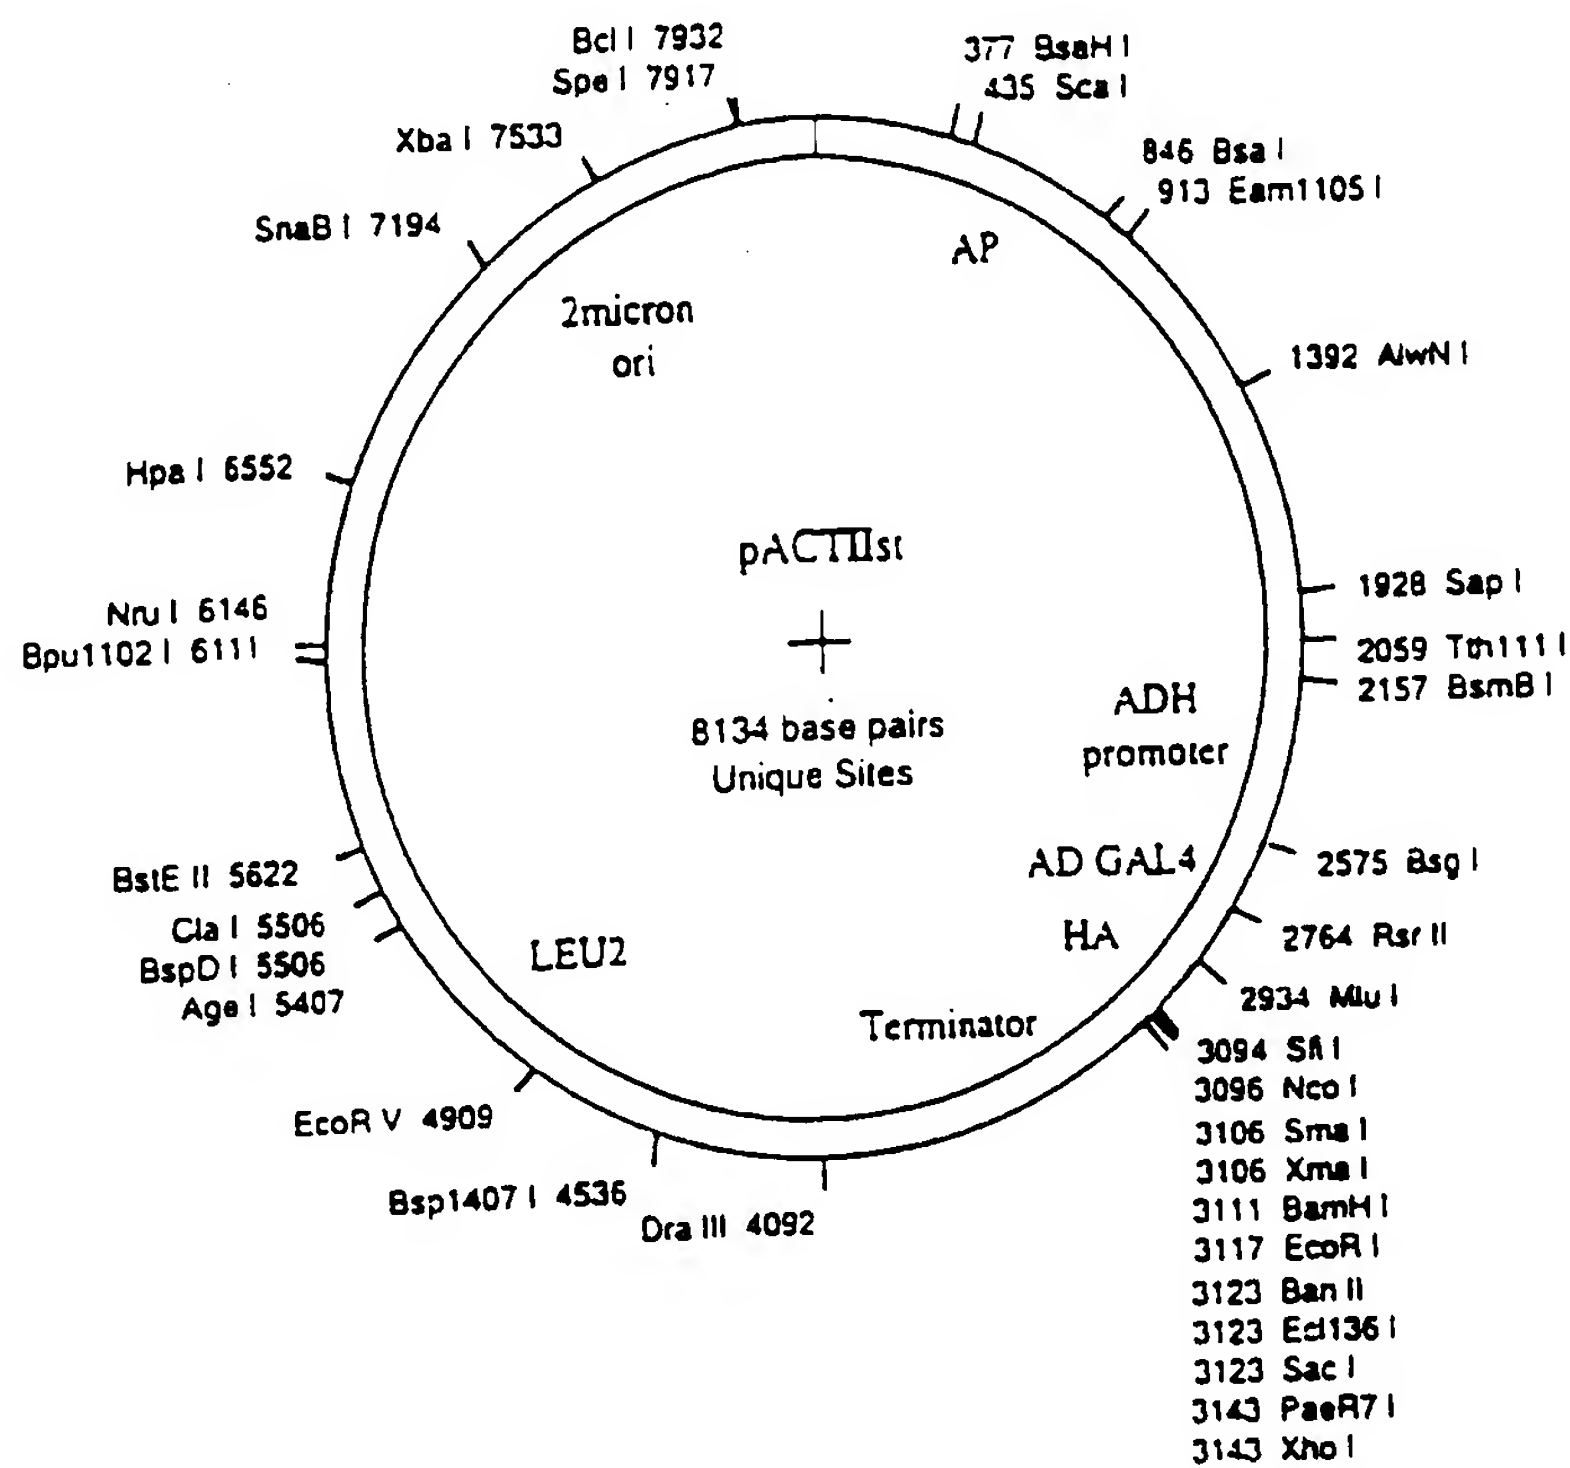 Bcl I 7932
Spe I 7917
Xba I 7533
SnaB I 7194
Hpa I 6552
Nru I 6146
Bpu1102 I 6111
BstE II 5622
Cla I 5506
BspD I 5506
Age I 5407
EcoR V 4909
Bsp1407 I 4536
Dra III 4092
377 BsaH I
435 Sca I
846 Bsa I
913 Eam1105 I
1392 AlwN I
1928 Sap I
2059 Tth111 I
2157 BsmB I
2575 Bsg I
2764 Rsr II
2934 Mlu I
3094 Sfi I
3096 Nco I
3106 Sma I
3106 Xma I
3111 BamH I
3117 EcoR I
3123 Ban II
3123 Ecl136 I
3123 Sac I
3143 PaeR7 I
3143 Xho I
AP
2micron
ori
pACTIIst
8134 base pairs
Unique Sites
ADH
promoter
AD GAL4
HA
LEU2
Terminator